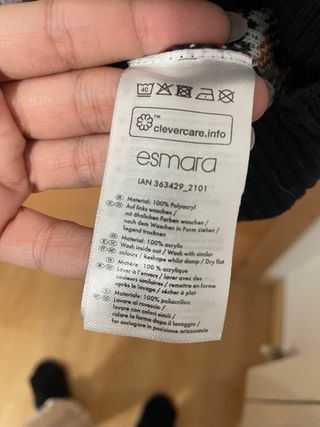 40
™
clevercare.info
esmara
IAN 363429_2101
Material: 100% Polyacryl
Auf links waschen /
mit ähnlichen Farben waschen /
nach dem Waschen in Form ziehen /
liegend trocknen
Material: 100% acrylic
Wash inside out / Wash with similar
colours / Reshape whilst damp / Dry flat
Matière: 100 % acrylique
Laver à l'envers / laver avec des
couleurs similaires / remettre en forme
après le lavage / sécher à plat
Materiale: 100% poliacrilico
Lavare al rovescio /
lavare con colori simili /
ridare la forma dopo il lavaggio /
far asciugare in posizione orizzontale